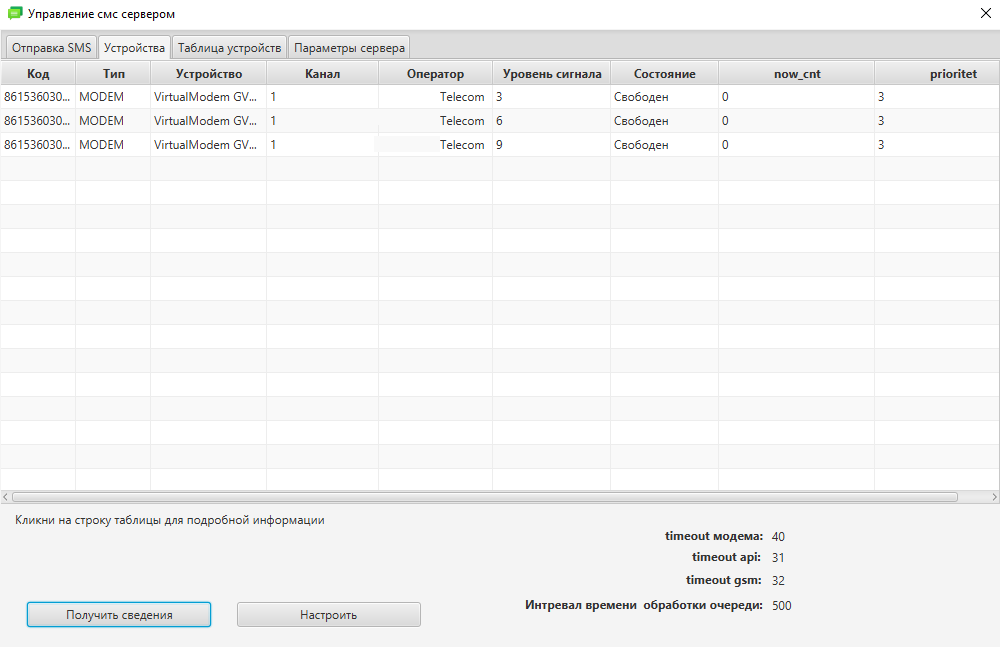 Управление смс сервером
Отправка SMS Устройства Таблица устройств Параметры сервера
Код Тип Устройство Канал Оператор Уровень сигнала Состояние now_cnt prioritet
861536030... MODEM VirtualModem GV... 1 Telecom 3 Свободен 0 3
861536030... MODEM VirtualModem GV... 1 Telecom 6 Свободен 0 3
861536030... MODEM VirtualModem GV... 1 Telecom 9 Свободен 0 3
Кликни на строку таблицы для подробной информации
timeout модема: 40
timeout api: 31
timeout gsm: 32
Интревал времени обработки очереди: 500
Получить сведения Настроить